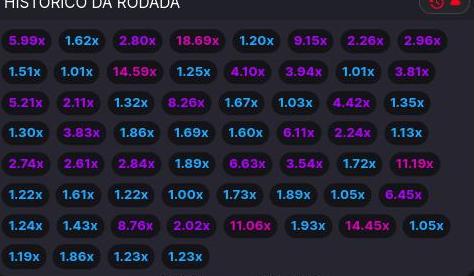 HISTÓRICO DA RODADA
5.99x 1.62x 2.80x 18.69x 1.20x 9.15x 2.26x 2.96x
1.51x 1.01x 14.59x 1.25x 4.10x 3.94x 1.01x 3.81x
5.21x 2.11x 1.32x 8.26x 1.67x 1.03x 4.42x 1.35x
1.30x 3.83x 1.86x 1.69x 1.60x 6.11x 2.24x 1.13x
2.74x 2.61x 2.84x 1.89x 6.63x 3.54x 1.72x 11.19x
1.22x 1.61x 1.22x 1.00x 1.73x 1.89x 1.05x 6.45x
1.24x 1.43x 8.76x 2.02x 11.06x 1.93x 14.45x 1.05x
1.19x 1.86x 1.23x 1.23x